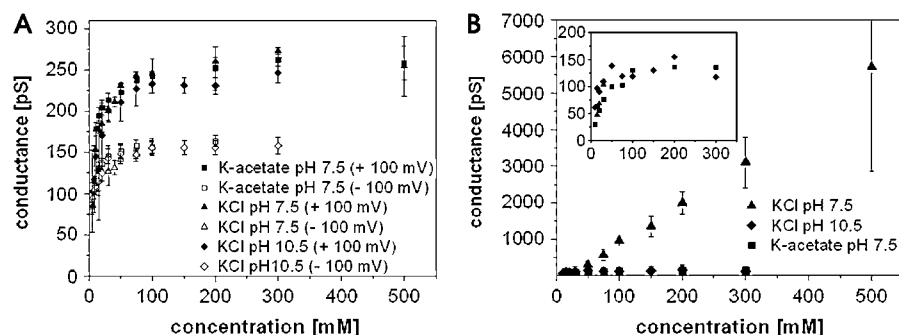 A
300
250
200
150
100
50
0
conductance [pS]
0 100 200 300 400 500
concentration [mM]
K-acetate pH 7.5 (+ 100 mV)
K-acetate pH 7.5 (- 100 mV)
KCl pH 7.5 (+ 100 mV)
KCl pH 7.5 (- 100 mV)
KCl pH 10.5 (+ 100 mV)
KCl pH10.5 (- 100 mV)
B
7000
6000
5000
4000
3000
2000
1000
conductance [pS]
0 100 200 300 400 500
concentration [mM]
150
100
50
0
0 100 200 300
KCl pH 7.5
KCl pH 10.5
K-acetate pH 7.5